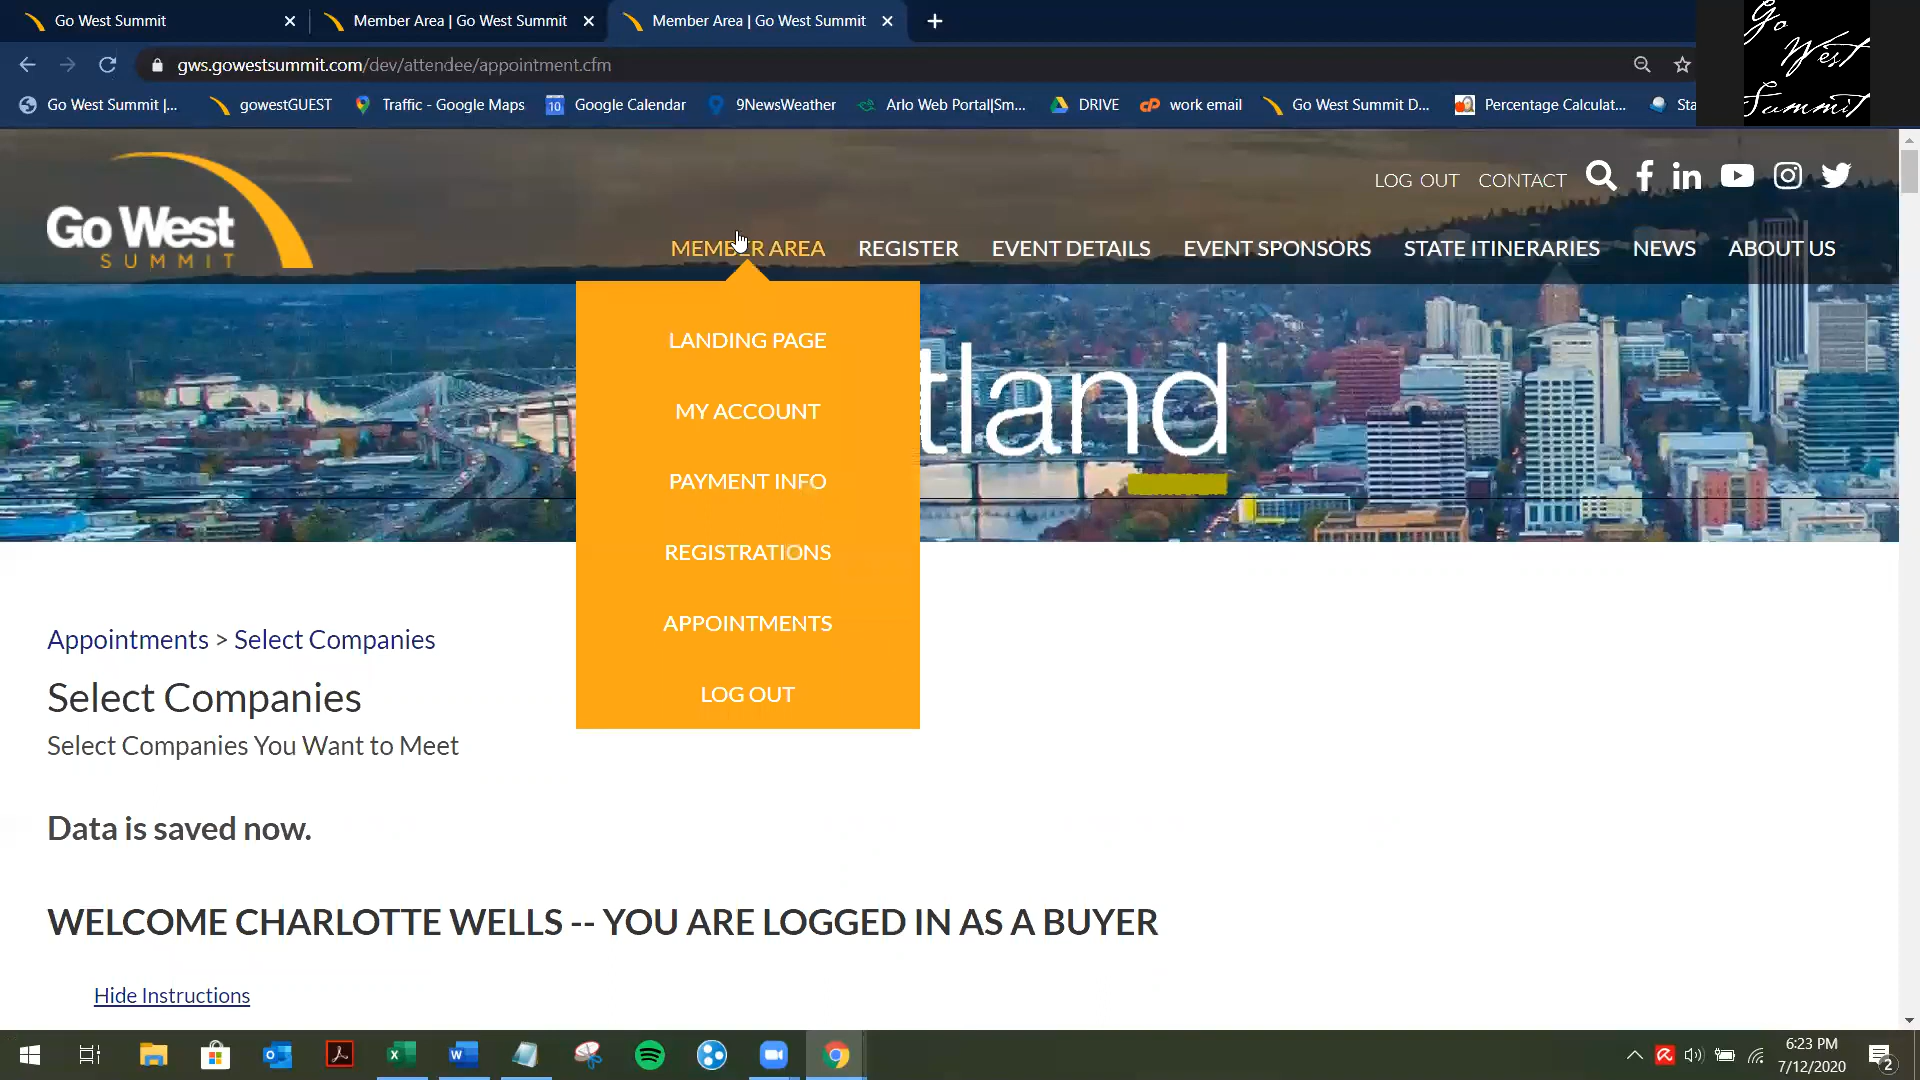 Go West Summit
Member Area | Go West Summit
Member Area | Go West Summit
gws.gowestsummit.com/dev/attendee/appointment.cfm
Go West Summit |...
gowestGUEST
Traffic - Google Maps
10
Google Calendar
9NewsWeather
Arlo Web Portal|Sm...
DRIVE
work email
Go West Summit D...
Percentage Calculat...
Sta
Go
West
Summit
LOG OUT
CONTACT
Go West
SUMMIT
MEMBER AREA
REGISTER
EVENT DETAILS
EVENT SPONSORS
STATE ITINERARIES
NEWS
ABOUT US
LANDING PAGE
MY ACCOUNT
PAYMENT INFO
REGISTRATIONS
APPOINTMENTS
LOG OUT
tland
Appointments > Select Companies
Select Companies
Select Companies You Want to Meet
Data is saved now.
WELCOME CHARLOTTE WELLS -- YOU ARE LOGGED IN AS A BUYER
Hide Instructions
6:23 PM
7/12/2020
2